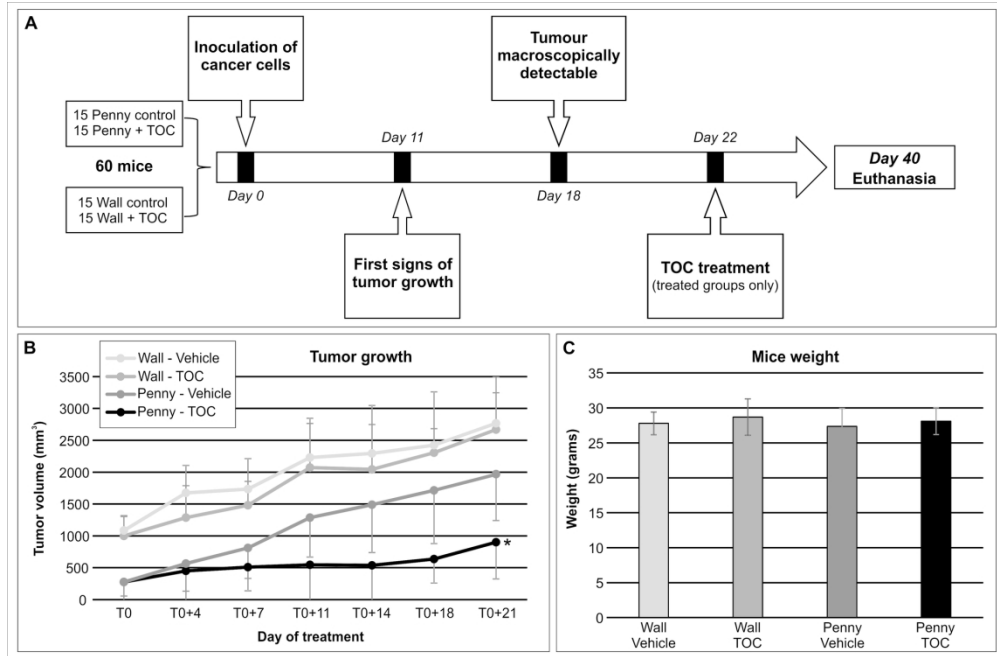 A
Inoculation of
cancer cells
Tumour
macroscopically
detectable
15 Penny control
15 Penny + TOC
60 mice
15 Wall control
15 Wall + TOC
Day 11
Day 22
Day 0
Day 18
Day 40
Euthanasia
First signs of
tumor growth
TOC treatment
(treated groups only)
B
Tumor growth
Wall - Vehicle
Wall - TOC
Penny - Vehicle
Penny - TOC
3500
3000
2500
2000
1500
1000
500
0
Tumor volume (mm³)
*
T0 T0+4 T0+7 T0+11 T0+14 T0+18 T0+21
Day of treatment
C
Mice weight
35
30
25
20
15
10
5
0
Weight (grams)
Wall Wall Penny Penny
Vehicle TOC Vehicle TOC